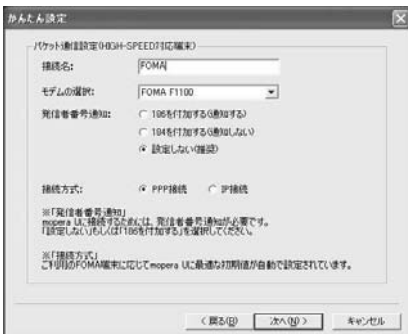 かんたん設定
パケット通信設定(HIGH-SPEED対応端末)
接続名: FOMA
モデムの選択: FOMA F1100
発信者番号通知: 186を付加する(通知する)
184を付加する(通知しない)
設定しない(推奨)
接続方式: PPP接続 IP接続
※「発信者番号通知」
mopera Uに接続するためには、発信者番号通知が必要です。
「設定しない」もしくは「186を付加する」を選択してください。
※「接続方式」
ご利用のFOMA端末に応じてmopera Uに最適な初期値が自動で設定されています。
< 戻る(B) 次へ(N) > キャンセル